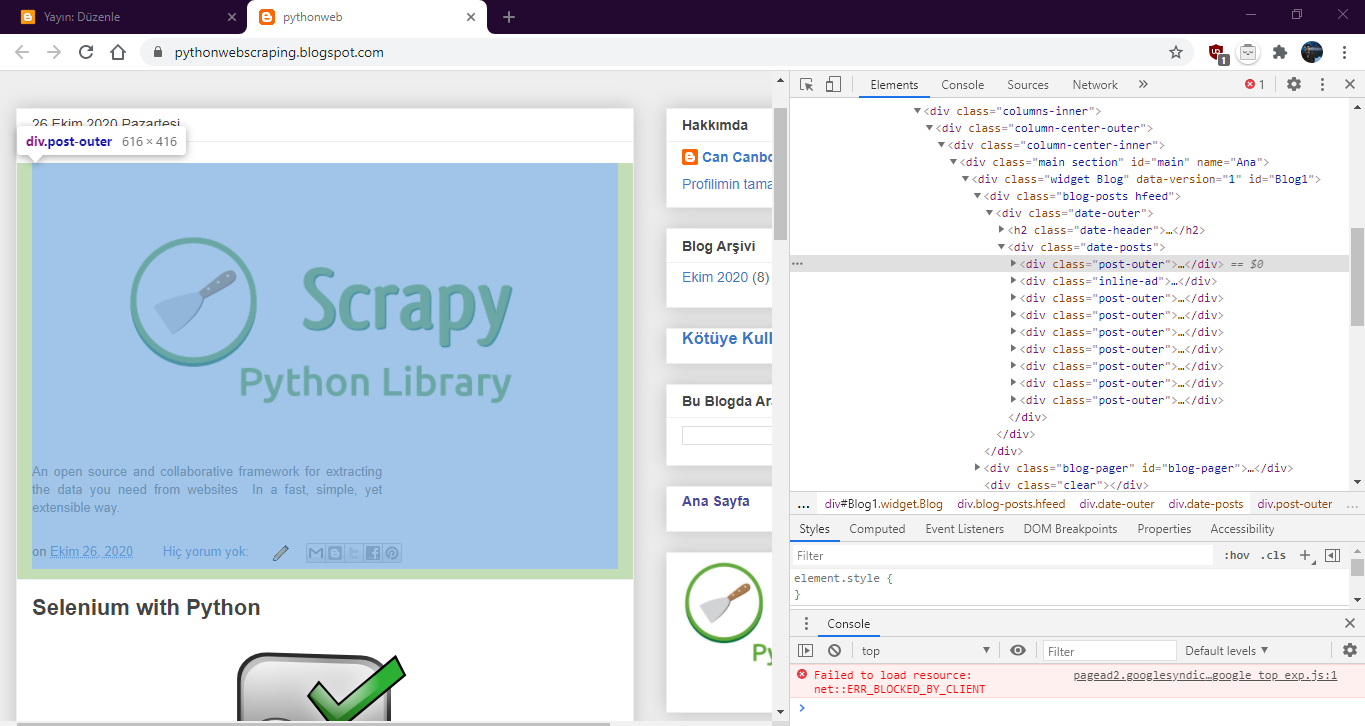 Yayın: Düzenle
pythonweb
pythonwebscraping.blogspot.com
1
26 Ekim 2020 Pazartesi
div.post-outer 616 × 416
Scrapy
Python Library
An open source and collaborative framework for extracting
the data you need from websites In a fast, simple, yet
extensible way.
on Ekim 26, 2020 Hiç yorum yok:
Selenium with Python
Hakkımda
Can Canbo
Profilimin tama
Blog Arşivi
Ekim 2020 (8)
Kötüye Kull
Bu Blogda Ar
Ana Sayfa
Py
Elements Console Sources Network » 1
<div class="columns-inner">
<div class="column-center-outer">
<div class="column-center-inner">
<div class="main section" id="main" name="Ana">
<div class="widget Blog" data-version="1" id="Blog1">
<div class="blog-posts hfeed">
<div class="date-outer">
<h2 class="date-header">…</h2>
<div class="date-posts">
<div class="post-outer">…</div> == $0
<div class="inline-ad">…</div>
<div class="post-outer">…</div>
<div class="post-outer">…</div>
<div class="post-outer">…</div>
<div class="post-outer">…</div>
<div class="post-outer">…</div>
<div class="post-outer">…</div>
<div class="post-outer">…</div>
</div>
</div>
</div>
<div class="blog-pager" id="blog-pager">…</div>
<div class="clear"></div>
... div#Blog1.widget.Blog div.blog-posts.hfeed div.date-outer div.date-posts div.post-outer ...
Styles Computed Event Listeners DOM Breakpoints Properties Accessibility
Filter :hov .cls +
element.style {
}
Console
top Filter Default levels
Failed to load resource: pagead2.googlesyndic…google_top_exp.js:1
net::ERR_BLOCKED_BY_CLIENT